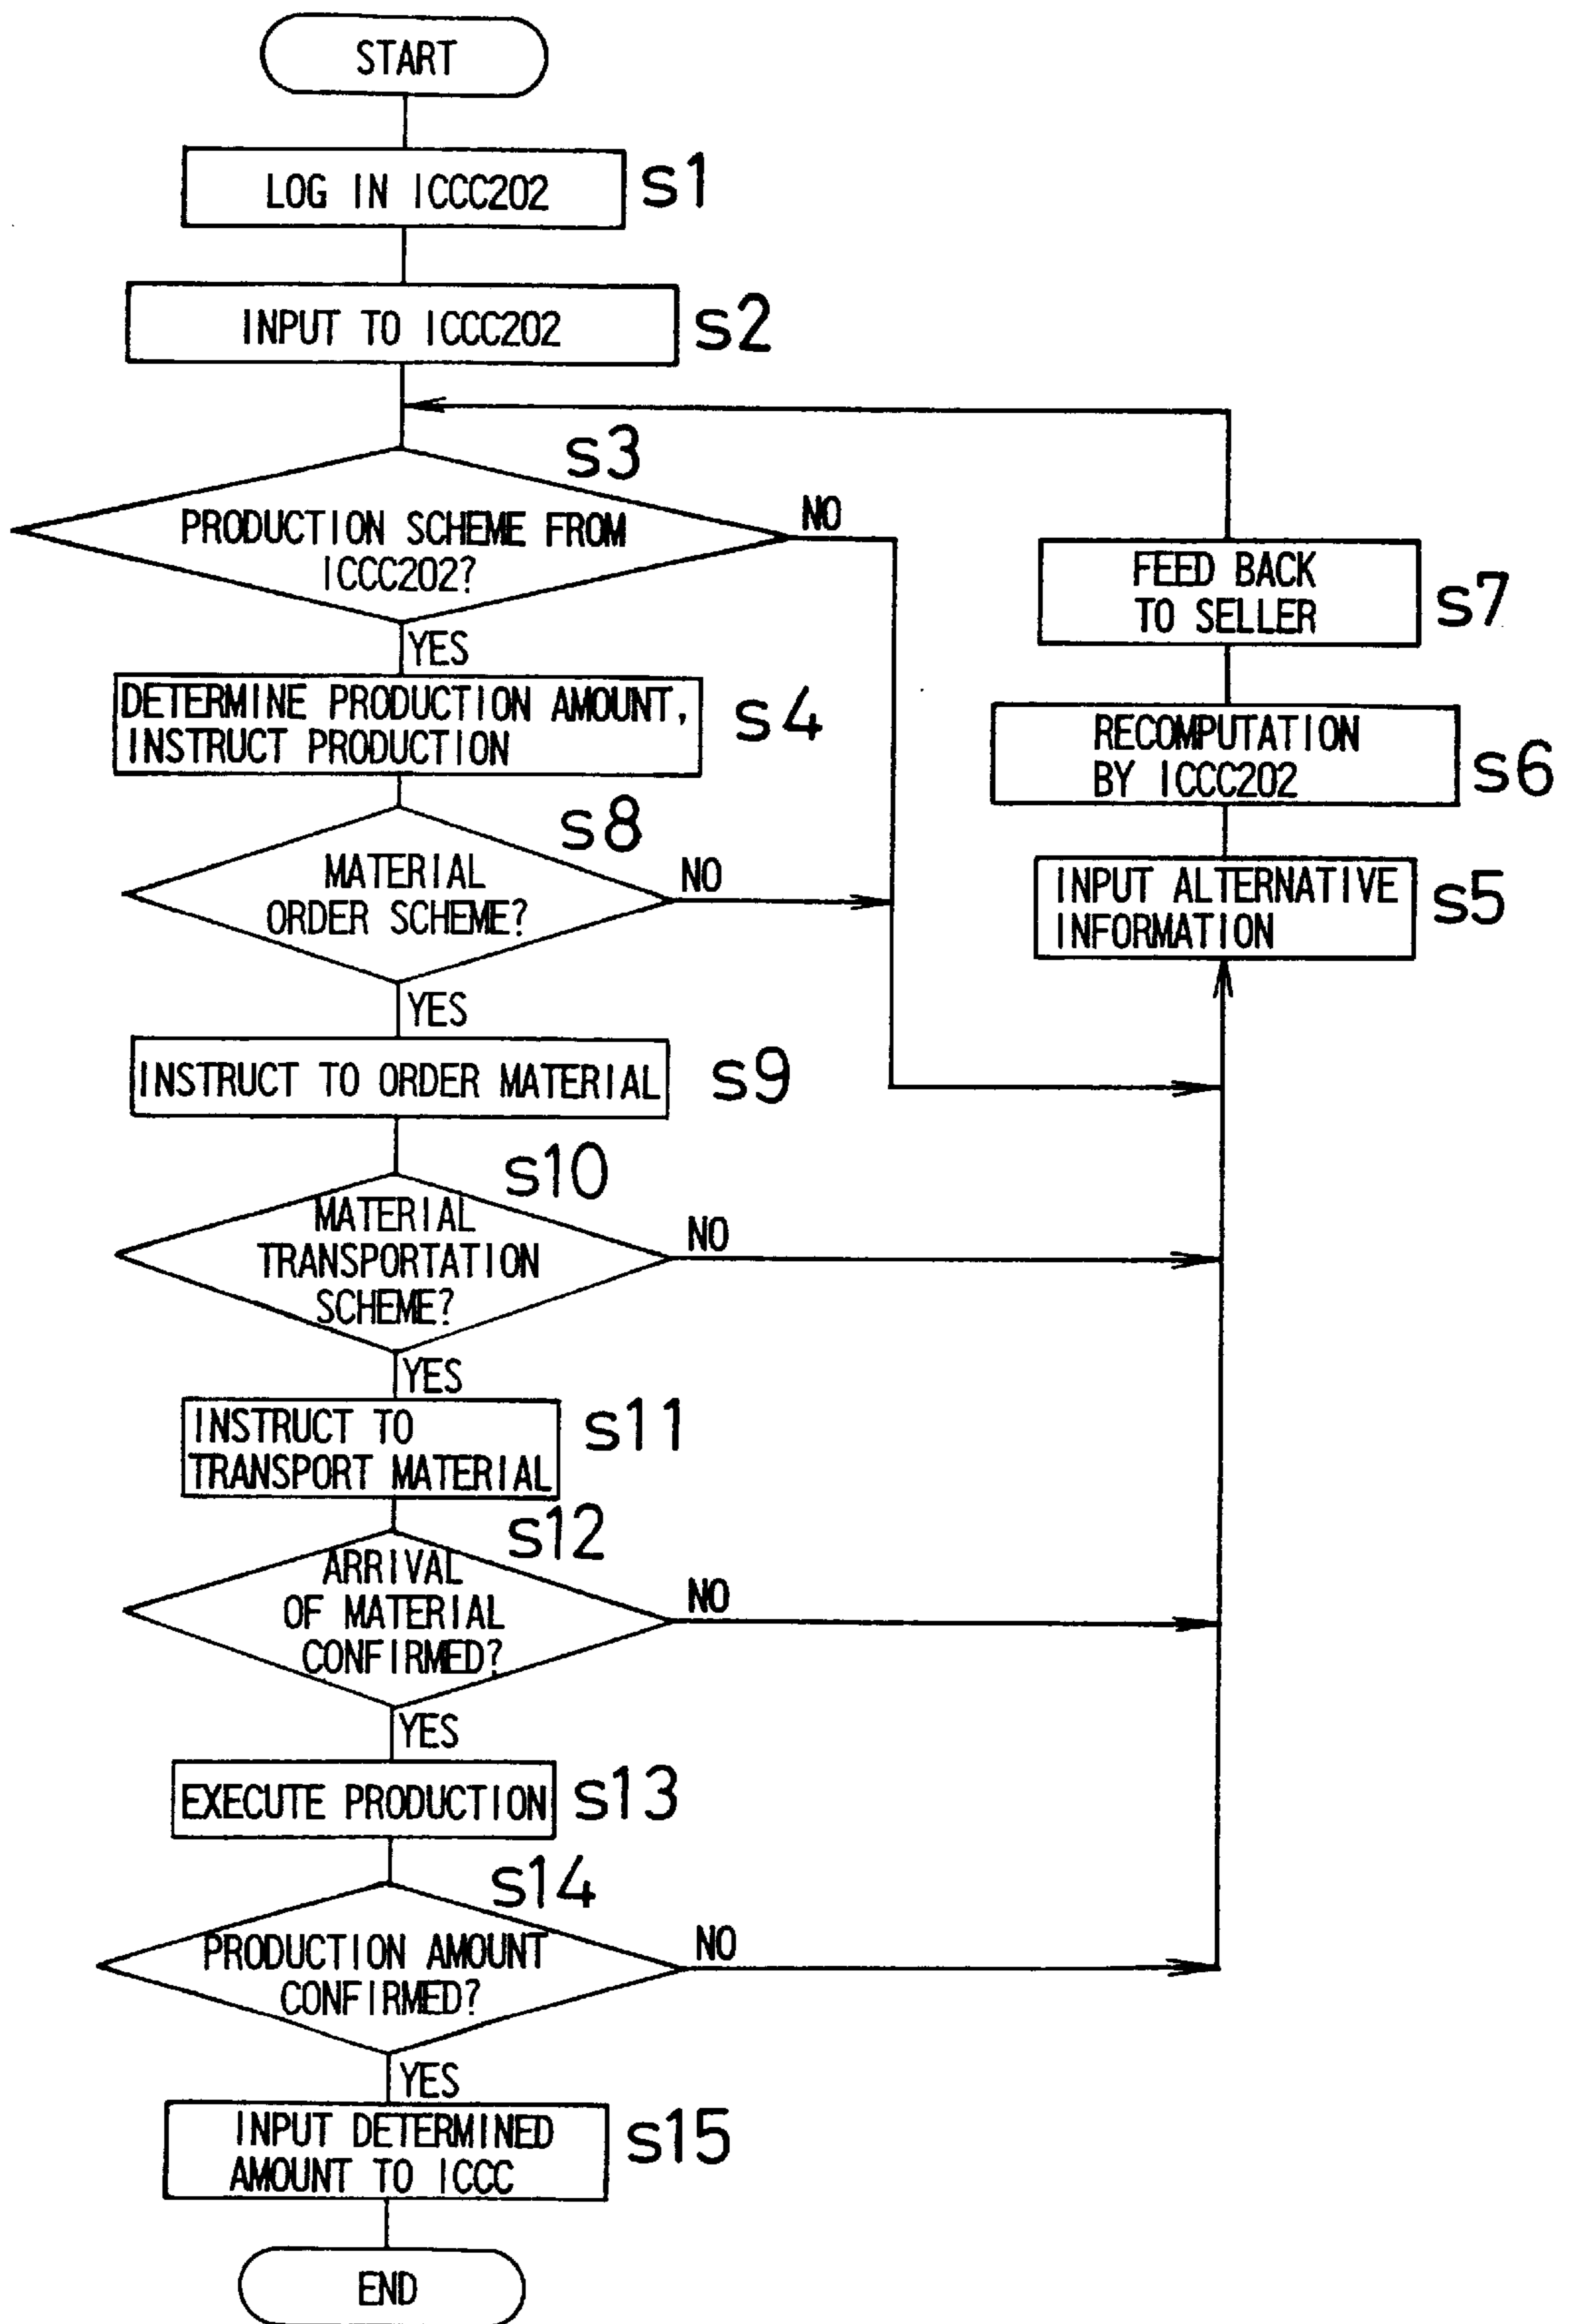 START
LOG IN ICCC202
s1
INPUT TO ICCC202
s2
s3
PRODUCTION SCHEME FROM
ICCC202?
NO
YES
DETERMINE PRODUCTION AMOUNT,
INSTRUCT PRODUCTION
s4
s8
MATERIAL
ORDER SCHEME?
NO
YES
INSTRUCT TO ORDER MATERIAL
s9
s10
MATERIAL
TRANSPORTATION
SCHEME?
NO
YES
INSTRUCT TO
TRANSPORT MATERIAL
s11
s12
ARRIVAL
OF MATERIAL
CONFIRMED?
NO
YES
EXECUTE PRODUCTION
s13
s14
PRODUCTION AMOUNT
CONFIRMED?
NO
YES
INPUT DETERMINED
AMOUNT TO ICCC
s15
END
FEED BACK
TO SELLER
s7
RECOMPUTATION
BY ICCC202
s6
INPUT ALTERNATIVE
INFORMATION
s5